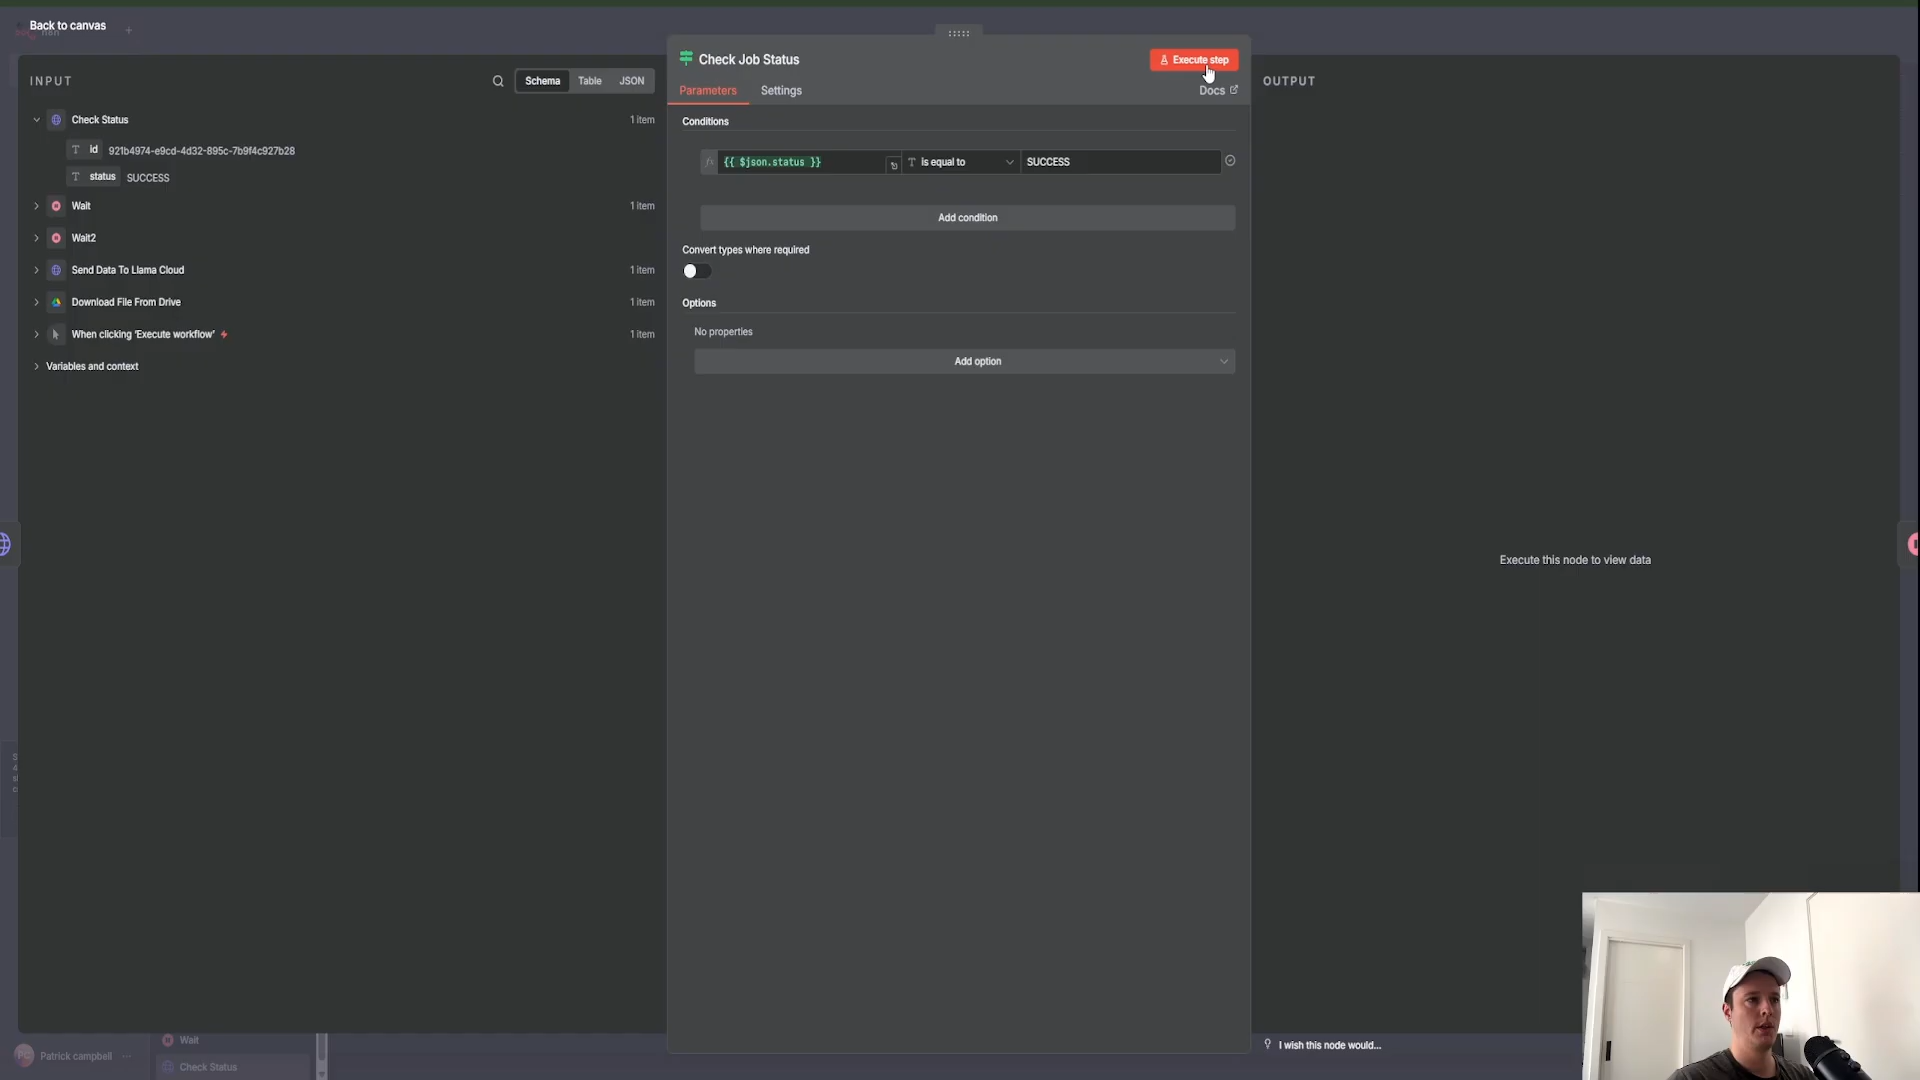 Back to canvas
n8n
INPUT
Schema
Table
JSON
Check Status
1 item
id
921b4974-e9cd-4d32-895c-7b9f4c927b28
status
SUCCESS
Wait
1 item
Wait2
Send Data To Llama Cloud
1 item
Download File From Drive
1 item
When clicking 'Execute workflow'
1 item
Variables and context
Check Job Status
Execute step
Parameters
Settings
Docs
Conditions
fx
{{ $json.status }}
T is equal to
SUCCESS
Add condition
Convert types where required
Options
No properties
Add option
OUTPUT
Execute this node to view data
I wish this node would...
PC
Patrick campbell
Wait
Check Status